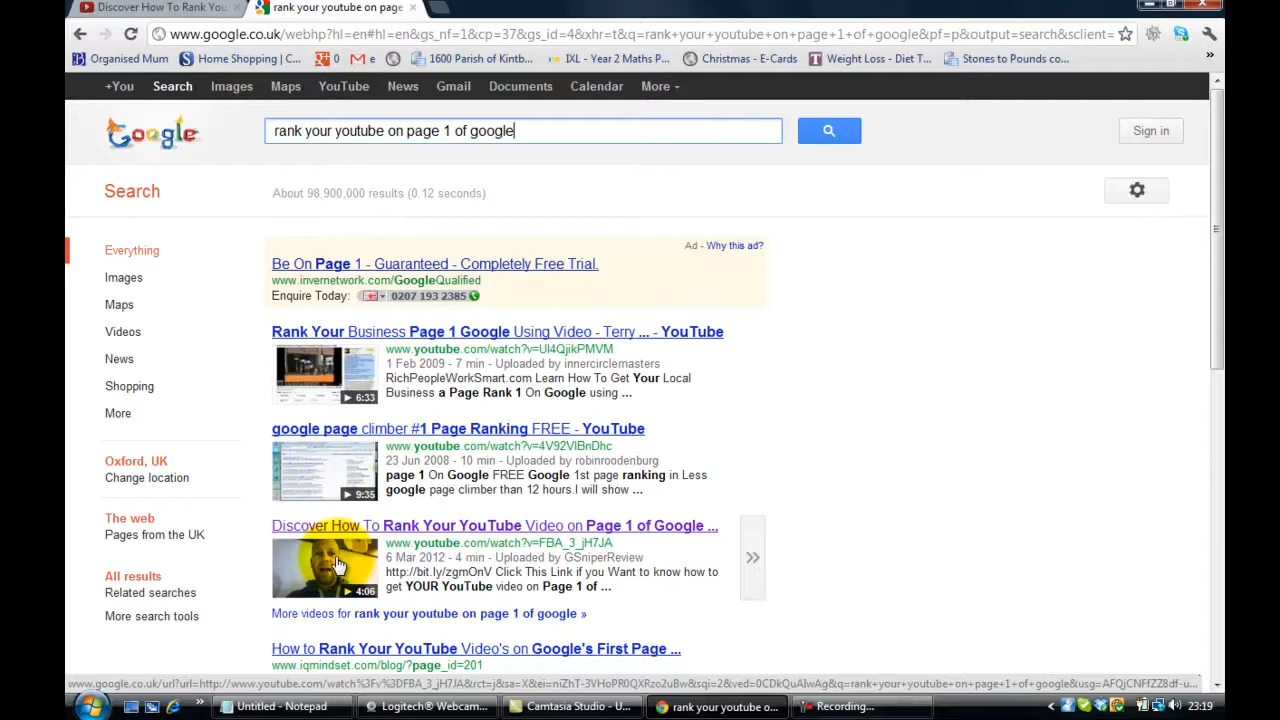 Discover How To Rank You
rank your youtube on page
www.google.co.uk/webhp?hl=en#hl=en&gs_nf=1&cp=37&gs_id=4&xhr=t&q=rank+your+youtube+on+page+1+of+google&pf=p&output=search&sclient=
Organised Mum
Home Shopping | C...
0
e
1600 Parish of Kintb...
IXL - Year 2 Maths P...
Christmas - E-Cards
Weight Loss - Diet T...
Stones to Pounds co...
+You Search Images Maps YouTube News Gmail Documents Calendar More
Google
rank your youtube on page 1 of google
Sign in
Search
About 98,900,000 results (0.12 seconds)
Everything
Images
Maps
Videos
News
Shopping
More
Oxford, UK
Change location
The web
Pages from the UK
All results
Related searches
More search tools
Ad - Why this ad?
Be On Page 1 - Guaranteed - Completely Free Trial.
www.invernetwork.com/GoogleQualified
Enquire Today: 0207 193 2385
Rank Your Business Page 1 Google Using Video - Terry ... - YouTube
www.youtube.com/watch?v=Ul4QjikPMVM
1 Feb 2009 - 7 min - Uploaded by innerclemasters
RichPeopleWorkSmart.com Learn How To Get Your Local
Business a Page Rank 1 On Google using ...
6:33
google page climber #1 Page Ranking FREE - YouTube
www.youtube.com/watch?v=4V92VlBnDhc
23 Jun 2008 - 10 min - Uploaded by robinroodenburg
page 1 On Google FREE Google 1st page ranking in Less
google page climber than 12 hours.I will show ...
9:35
Discover How To Rank Your YouTube Video on Page 1 of Google ...
www.youtube.com/watch?v=FBA_3_jH7JA
6 Mar 2012 - 4 min - Uploaded by GSniperReview
http://bit.ly/zgmOnV Click This Link if you Want to know how to
get YOUR YouTube video on Page 1 of ...
4:06
More videos for rank your youtube on page 1 of google »
How to Rank Your YouTube Video's on Google's First Page ...
www.iqmindset.com/blog/?page_id=201
Untitled - Notepad
Logitech® Webcam...
Camtasia Studio - U...
rank your youtube o...
Recording...
23:19